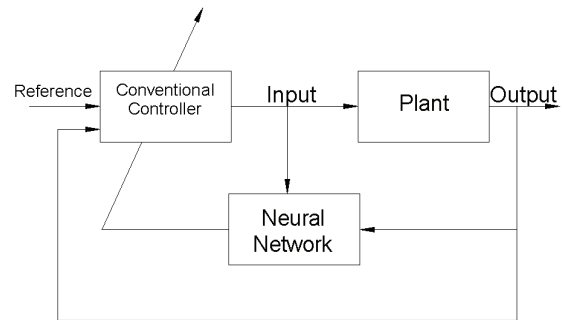 Reference
Conventional
Controller
Input
Plant
Output
Neural
Network